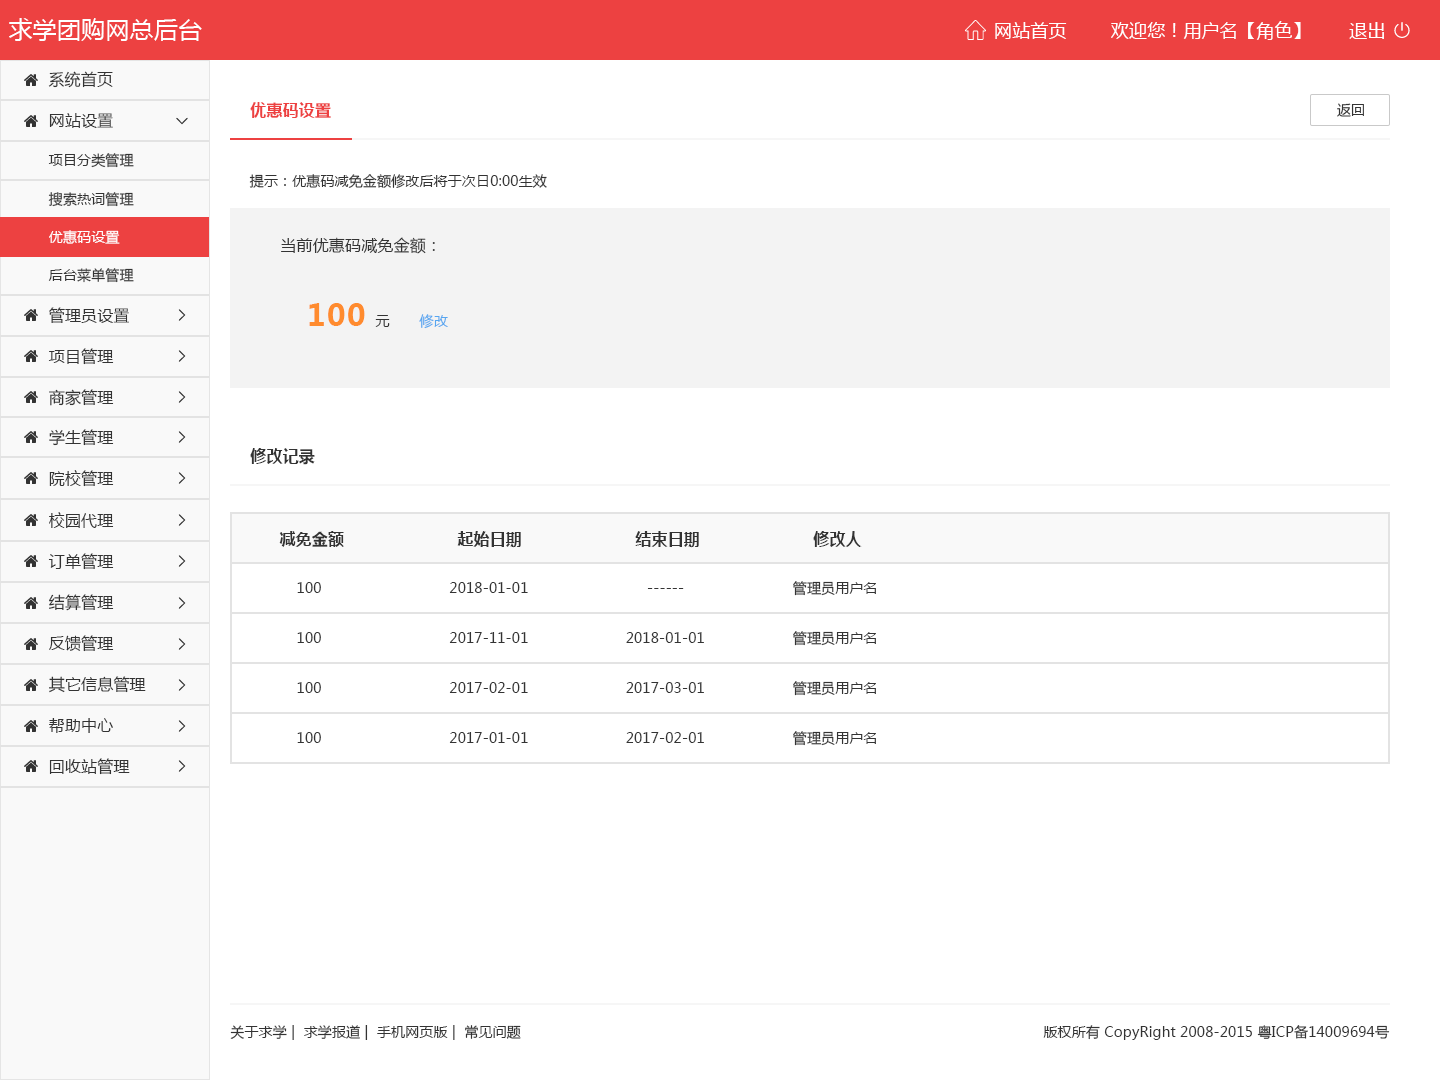 求学团购网总后台
网站首页 欢迎您！用户名【角色】 退出
系统首页
网站设置
项目分类管理
搜索热词管理
优惠码设置
后台菜单管理
管理员设置
项目管理
商家管理
学生管理
院校管理
校园代理
订单管理
结算管理
反馈管理
其它信息管理
帮助中心
回收站管理
优惠码设置
返回
提示：优惠码减免金额修改后将于次日0:00生效
当前优惠码减免金额：
100 元 修改
修改记录
减免金额 起始日期 结束日期 修改人
100 2018-01-01 ------ 管理员用户名
100 2017-11-01 2018-01-01 管理员用户名
100 2017-02-01 2017-03-01 管理员用户名
100 2017-01-01 2017-02-01 管理员用户名
关于求学 | 求学报道 | 手机网页版 | 常见问题
版权所有 CopyRight 2008-2015 粤ICP备14009694号